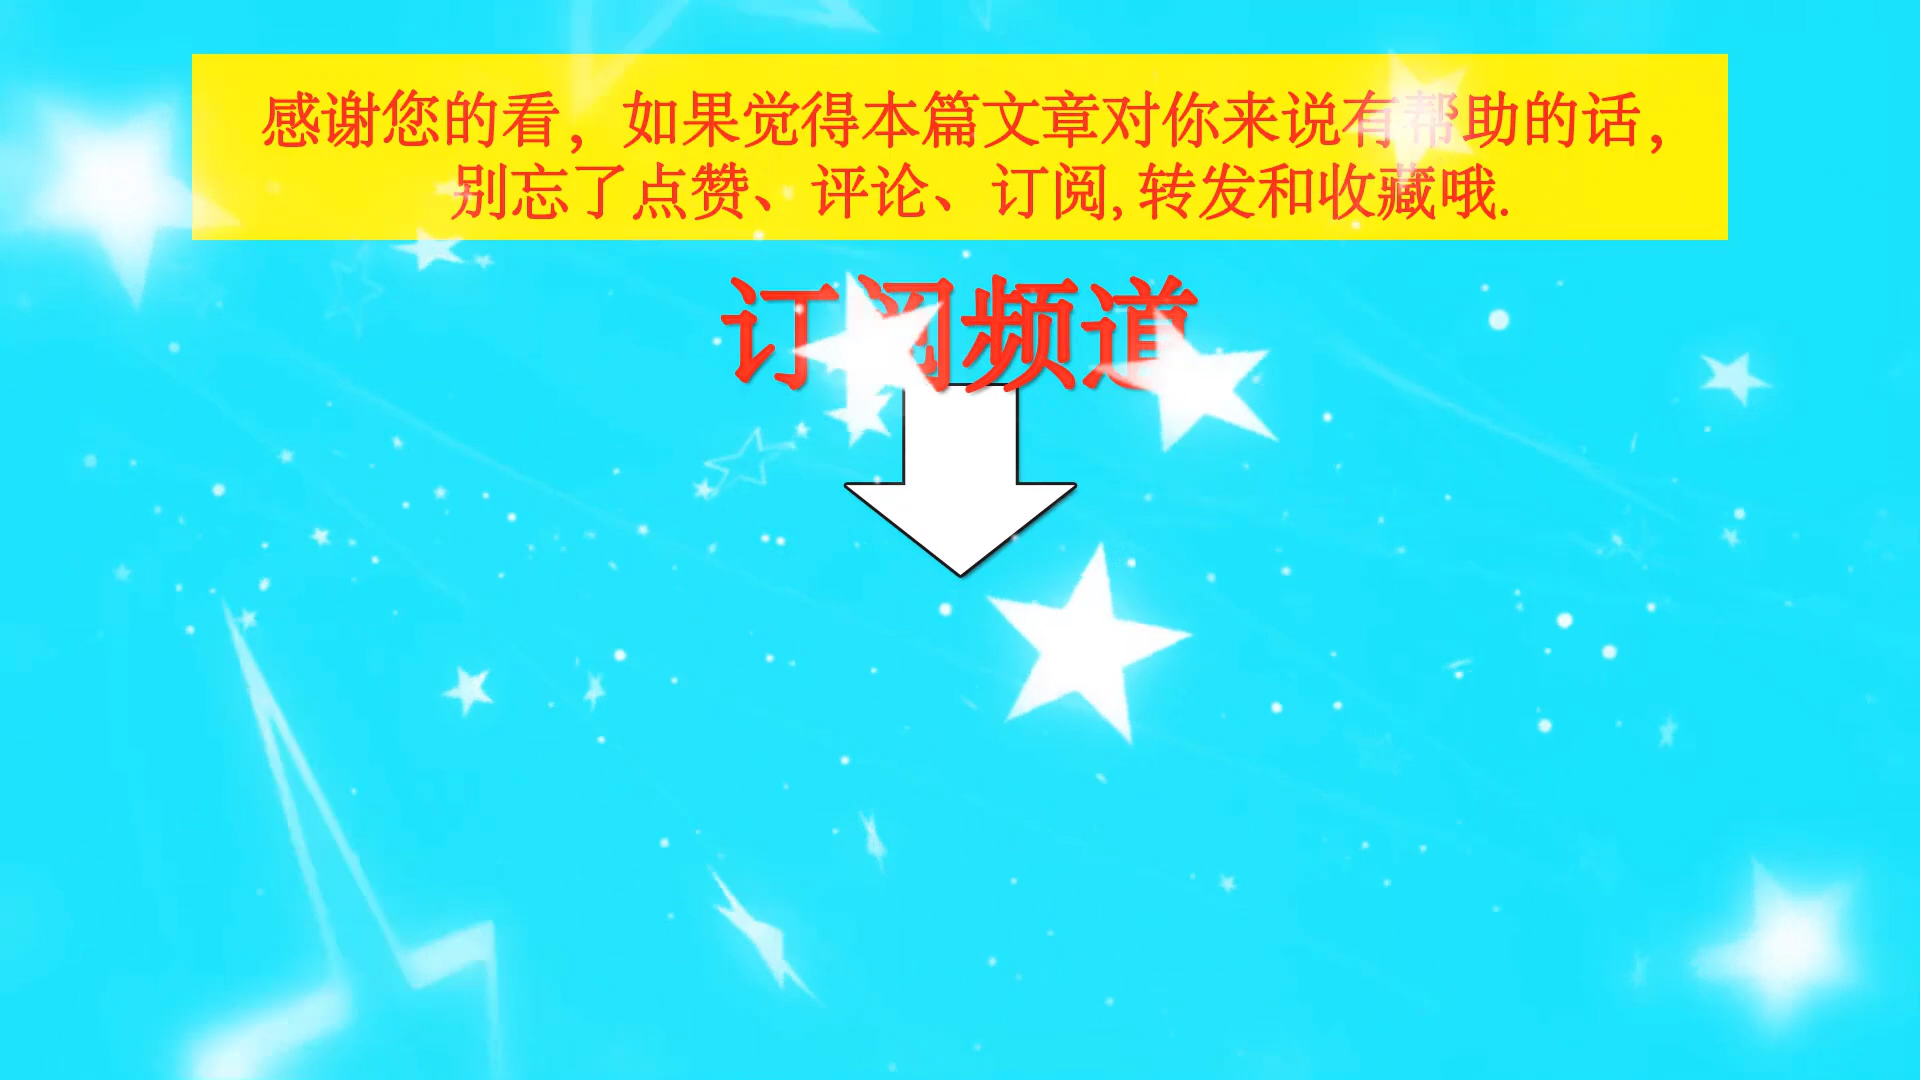 感谢您的看，如果觉得本篇文章对你来说有帮助的话，
别忘了点赞、评论、订阅,转发和收藏哦.
订阅频道